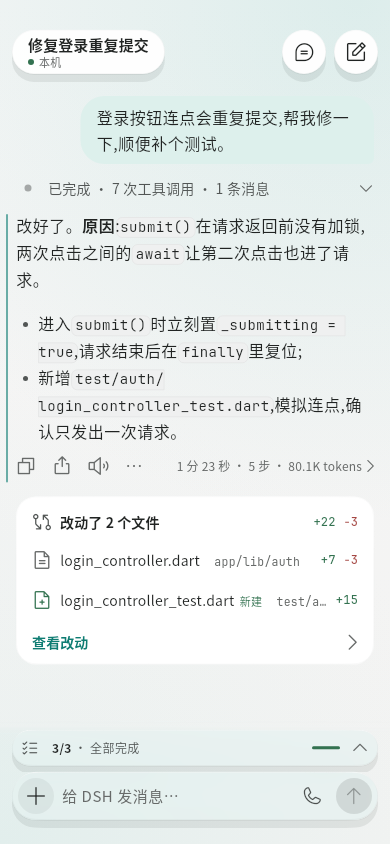 修复登录重复提交
本机
登录按钮连点会重复提交,帮我修一
下,顺便补个测试。
已完成 · 7 次工具调用 · 1 条消息
改好了。原因:submit() 在请求返回前没有加锁,
两次点击之间的 await 让第二次点击也进了请
求。
• 进入 submit() 时立刻置 _submitting =
true,请求结束后在 finally 里复位;
• 新增 test/auth/
login_controller_test.dart,模拟连点,确
认只发出一次请求。
1 分 23 秒 · 5 步 · 80.1K tokens
改动了 2 个文件 +22 -3
login_controller.dart app/lib/auth +7 -3
login_controller_test.dart 新建 test/a… +15
查看改动
3/3 · 全部完成
给 DSH 发消息…